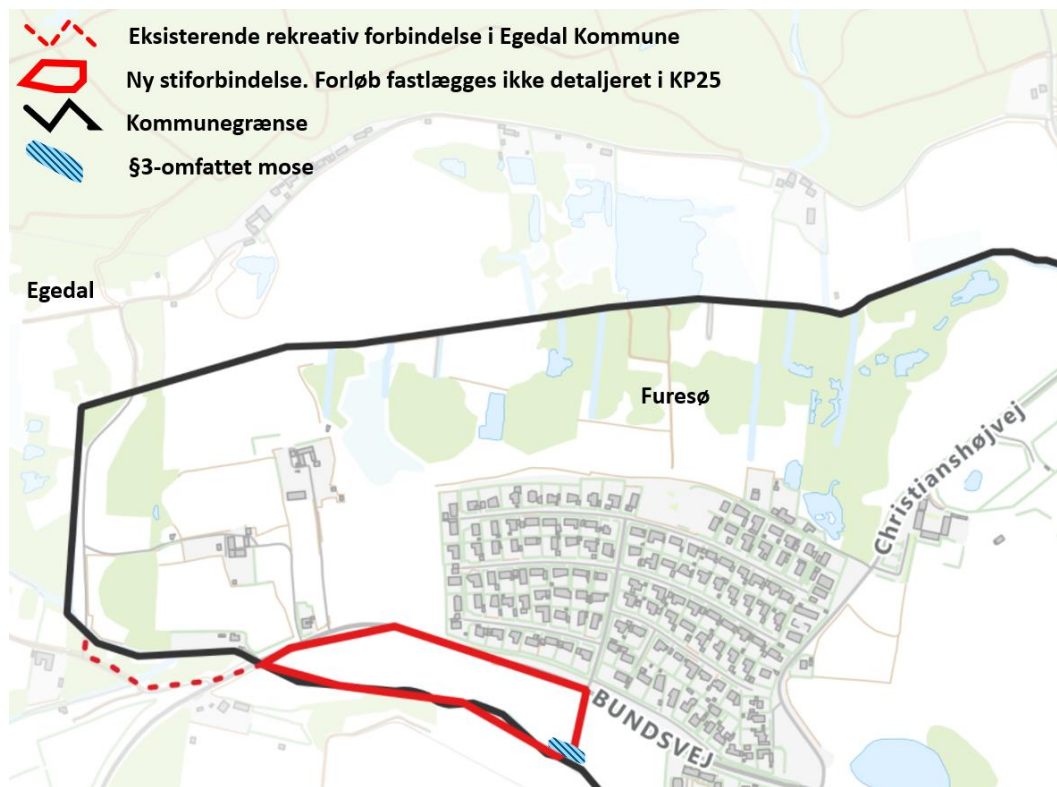 Eksisterende rekreativ forbindelse i Egedal Kommune
Ny stiforbindelse. Forløb fastlægges ikke detaljeret i KP25
Kommunegrænse
§3-omfattet mose
Egedal
Furesø
Christianshøjvej
BUNDSVEJ